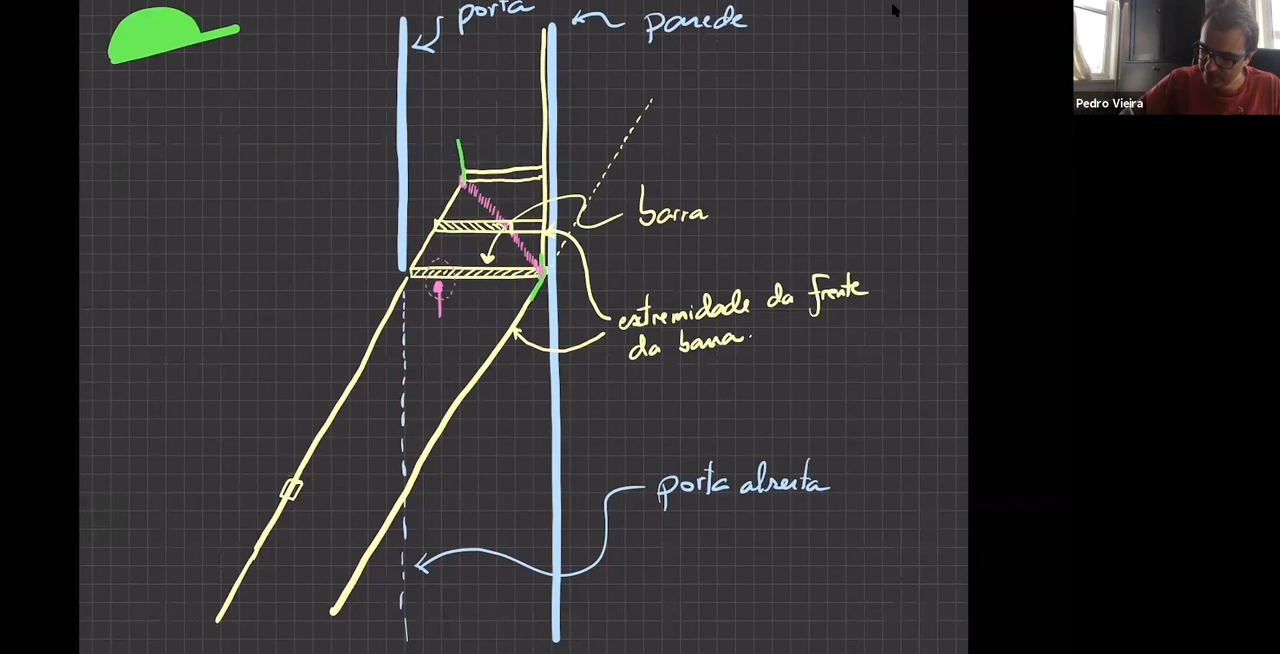 porta
parede
Pedro Vieira
barra
extremidade da frente
da barra.
porta aberta